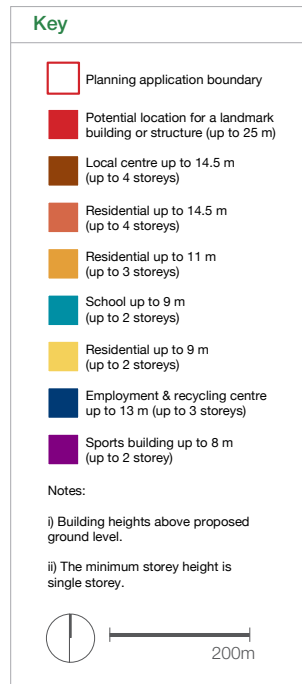 Key
Planning application boundary
Potential location for a landmark
building or structure (up to 25 m)
Local centre up to 14.5 m
(up to 4 storeys)
Residential up to 14.5 m
(up to 4 storeys)
Residential up to 11 m
(up to 3 storeys)
School up to 9 m
(up to 2 storeys)
Residential up to 9 m
(up to 2 storeys)
Employment & recycling centre
up to 13 m (up to 3 storeys)
Sports building up to 8 m
(up to 2 storey)
Notes:
i) Building heights above proposed
ground level.
ii) The minimum storey height is
single storey.
200m